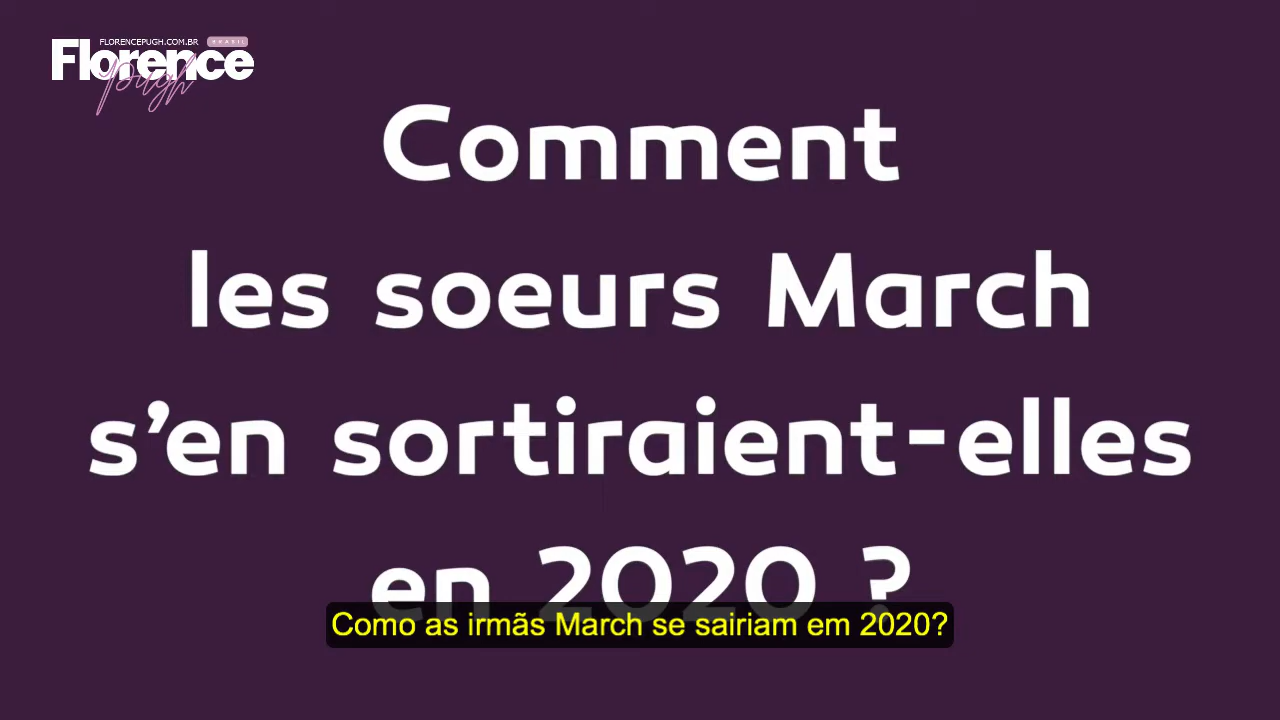 FLORENCEPUGH.COM.BR BRASIL
Florence
Pugh
Comment
les soeurs March
s’en sortiraient-elles
en 2020 ?
Como as irmãs March se sairiam em 2020?